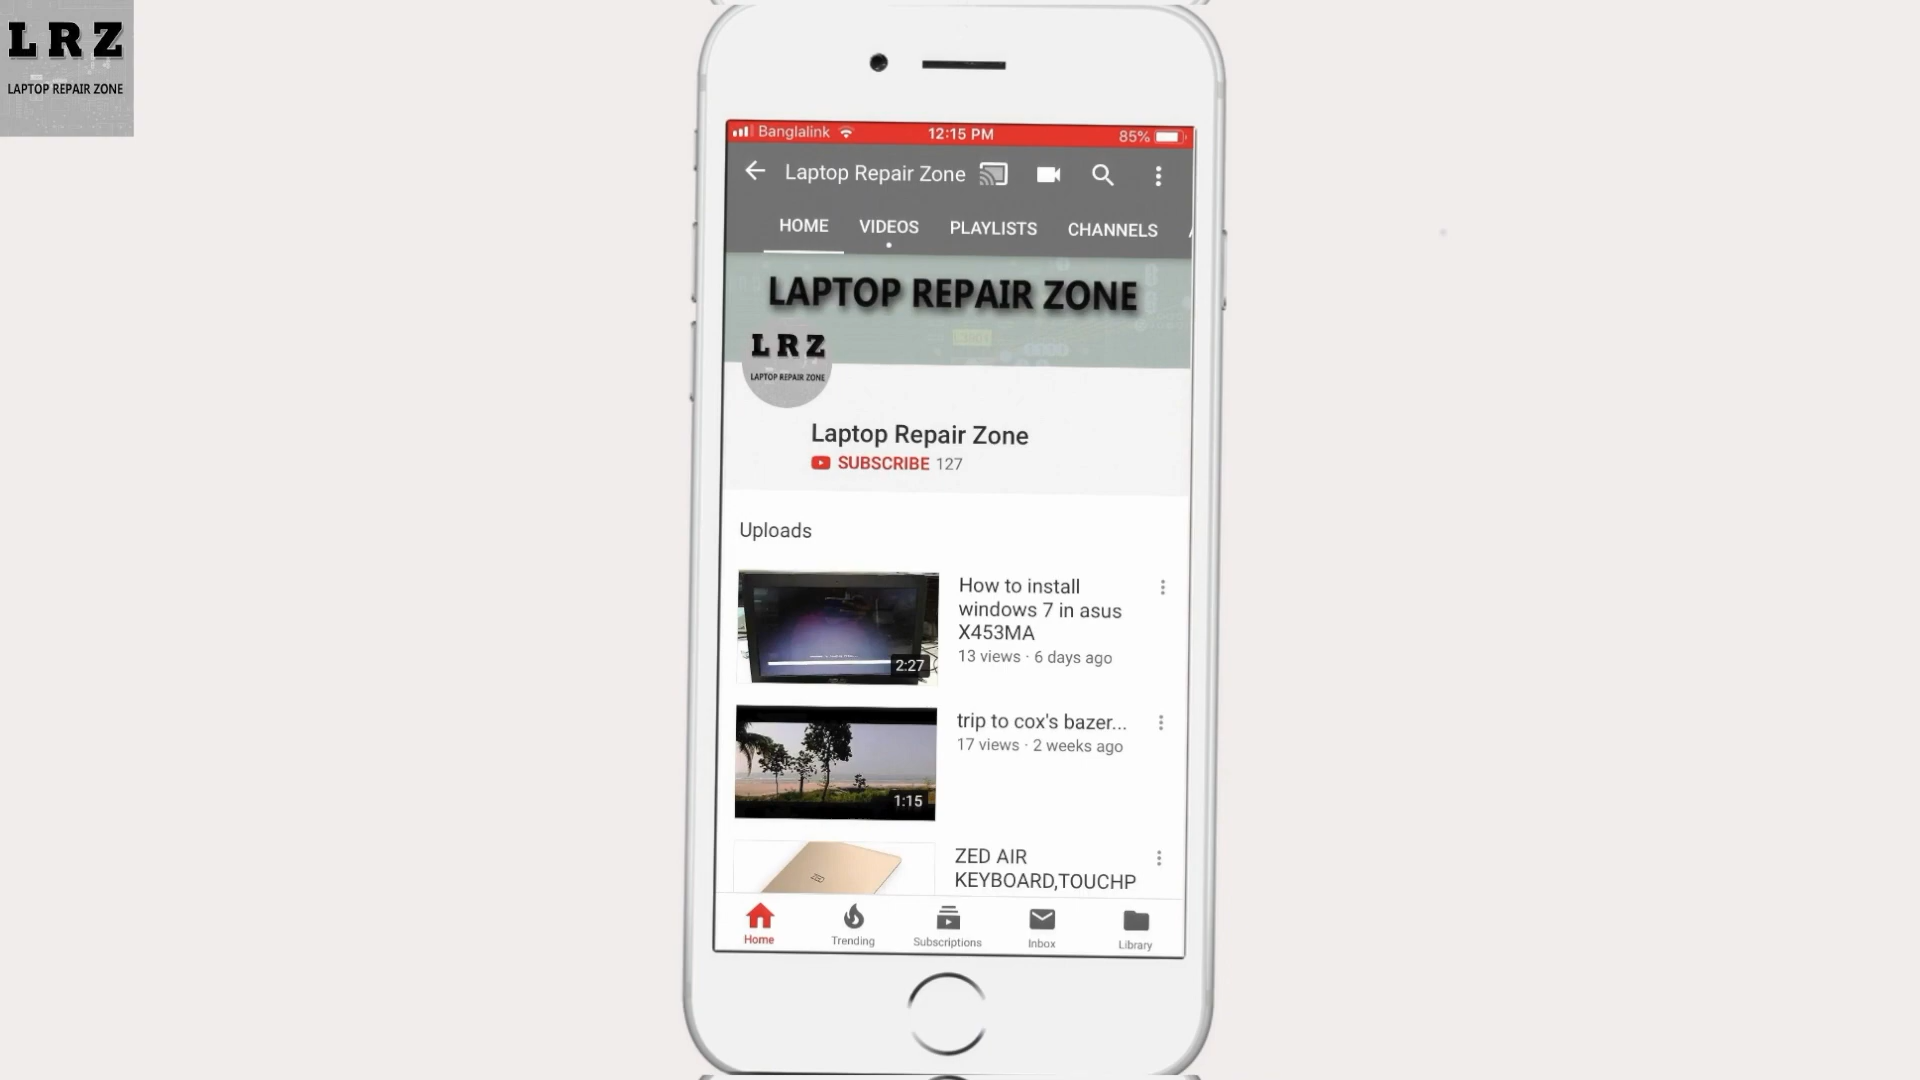 L R Z
LAPTOP REPAIR ZONE
Banglalink
12:15 PM
85%
Laptop Repair Zone
HOME
VIDEOS
PLAYLISTS
CHANNELS
LAPTOP REPAIR ZONE
L R Z
LAPTOP REPAIR ZONE
Laptop Repair Zone
SUBSCRIBE 127
Uploads
2:27
How to install
windows 7 in asus
X453MA
13 views · 6 days ago
1:15
trip to cox's bazer...
17 views · 2 weeks ago
ZED AIR
KEYBOARD,TOUCHP
Home
Trending
Subscriptions
Inbox
Library